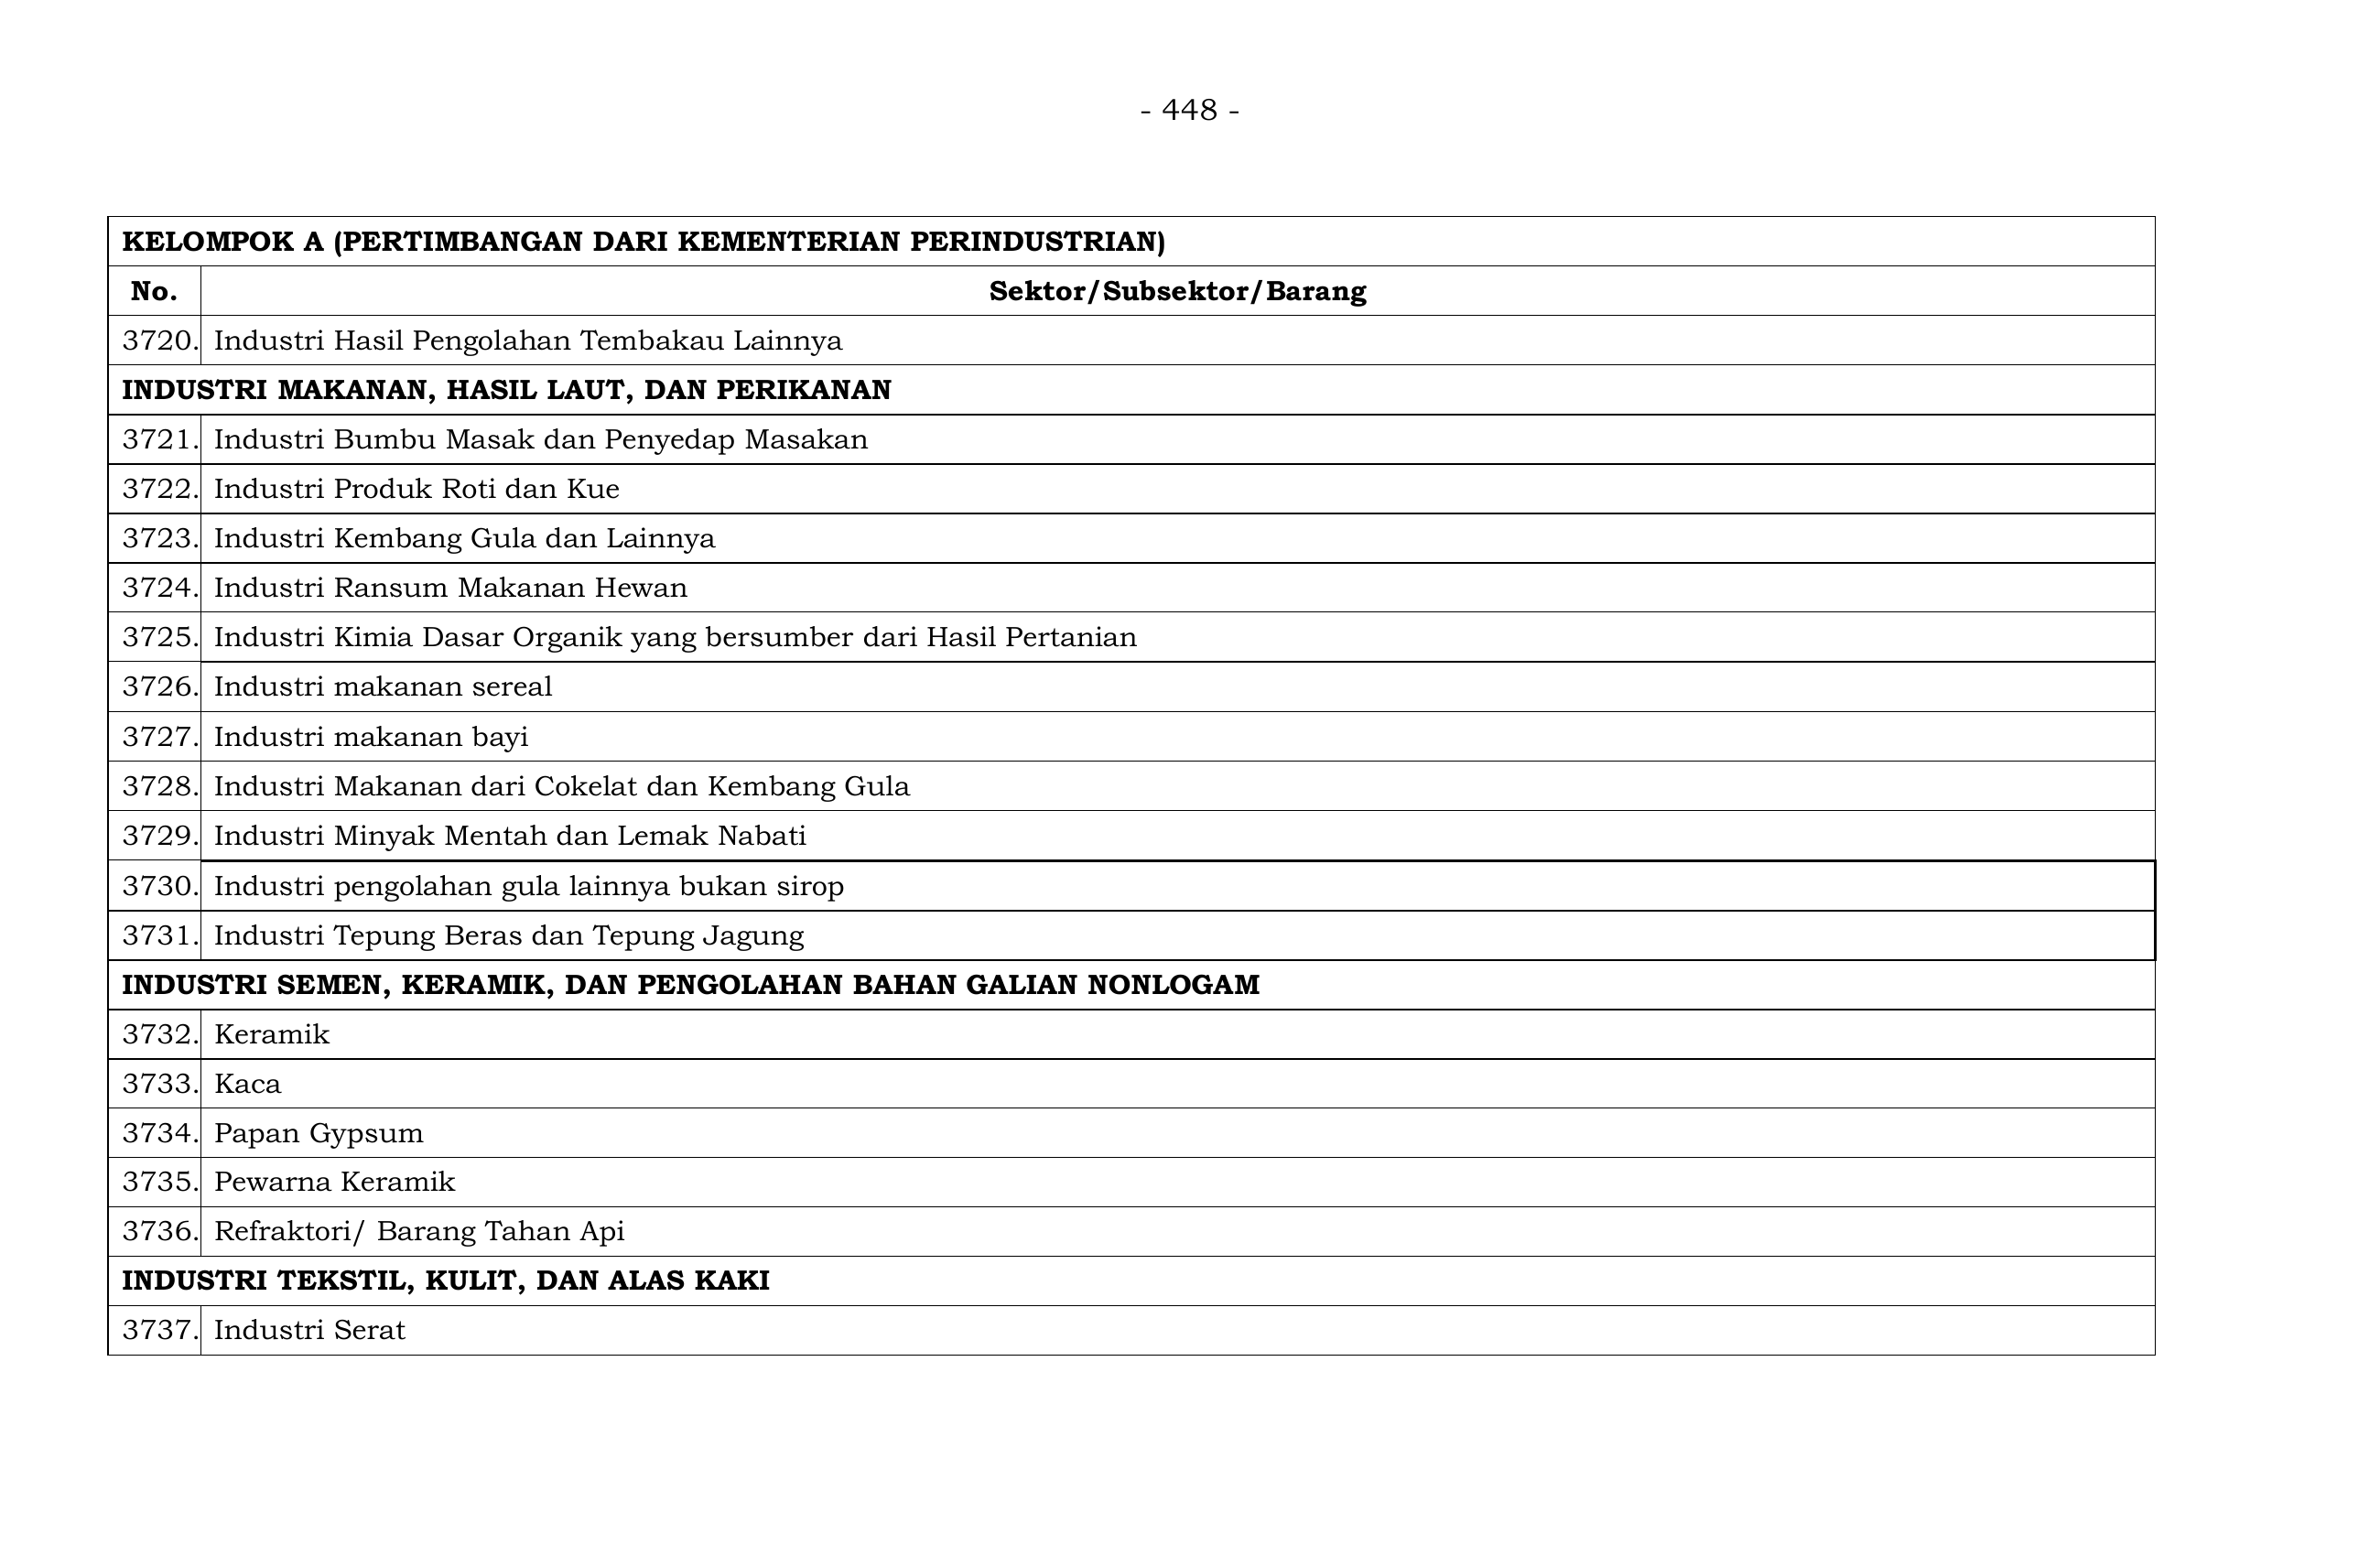 - 448 -
KELOMPOK A (PERTIMBANGAN DARI KEMENTERIAN PERINDUSTRIAN)
No. Sektor/Subsektor/Barang
3720. Industri Hasil Pengolahan Tembakau Lainnya
INDUSTRI MAKANAN, HASIL LAUT, DAN PERIKANAN
3721. Industri Bumbu Masak dan Penyedap Masakan
3722. Industri Produk Roti dan Kue
3723. Industri Kembang Gula dan Lainnya
3724. Industri Ransum Makanan Hewan
3725. Industri Kimia Dasar Organik yang bersumber dari Hasil Pertanian
3726. Industri makanan sereal
3727. Industri makanan bayi
3728. Industri Makanan dari Cokelat dan Kembang Gula
3729. Industri Minyak Mentah dan Lemak Nabati
3730. Industri pengolahan gula lainnya bukan sirop
3731. Industri Tepung Beras dan Tepung Jagung
INDUSTRI SEMEN, KERAMIK, DAN PENGOLAHAN BAHAN GALIAN NONLOGAM
3732. Keramik
3733. Kaca
3734. Papan Gypsum
3735. Pewarna Keramik
3736. Refraktori/ Barang Tahan Api
INDUSTRI TEKSTIL, KULIT, DAN ALAS KAKI
3737. Industri Serat